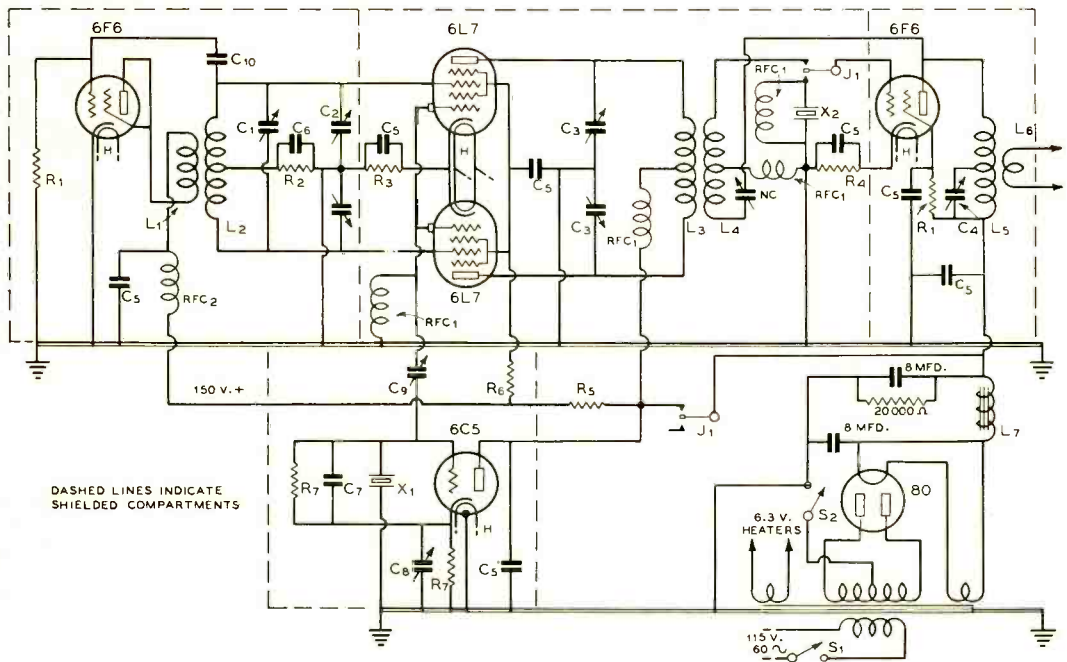 6F6
C10
6L7
6F6
RFC1
J1
X2
L6
C1
C6
C2
C5
C3
C5
R1
R2
R3
C5
R4
H
H
H
NC
RFC1
C5
R1
C4
L5
L1
L2
C3
RFC1
L3
L4
C5
RFC2
6L7
C5
RFC1
C9
R6
150 V. +
R5
J1
8 MFD.
20000 Ω
6C5
8 MFD.
L7
DASHED LINES INDICATE
SHIELDED COMPARTMENTS
R7
C7
X1
H
80
6.3 V.
HEATERS
S2
C8
R7
C5
115 V.
60 ~
S1